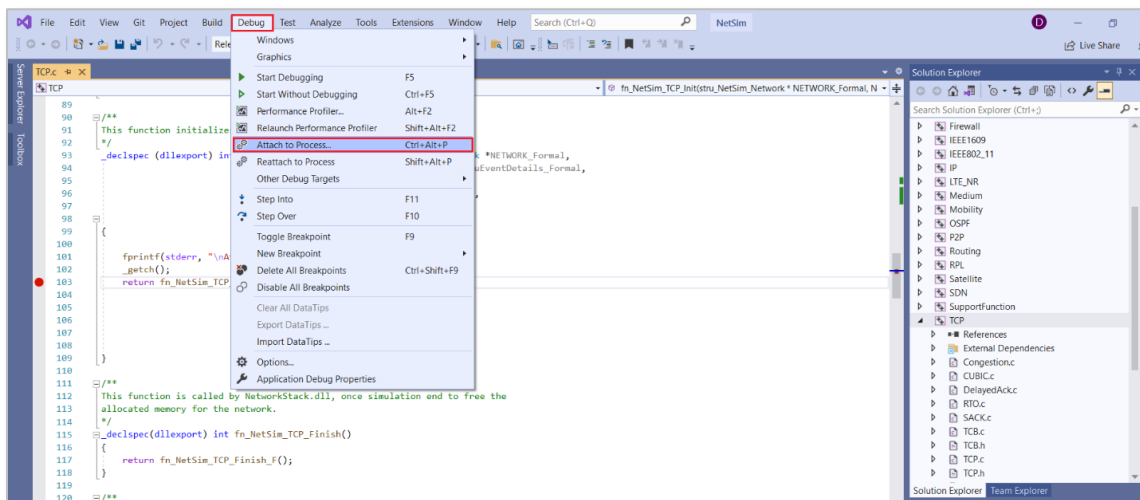 File Edit View Git Project Build Debug Test Analyze Tools Extensions Window Help Search (Ctrl+Q) NetSim D
Rele Live Share
Server Explorer
Toolbox
TCP.c
TCP
fn_NetSim_TCP_Init(stru_NetSim_Network * NETWORK_Formal, N
89
90 /**
91 This function initialize
92 */
93 _declspec (dllexport) int k *NETWORK_Formal,
94 uEventDetails_Formal,
95
96
97
98
99 {
100
101 fprintf(stderr, "\nA
102 _getch();
103 return fn_NetSim_TCP
104
105
106
107
108
109 }
110
111 /**
112 This function is called by NetworkStack.dll, once simulation end to free the
113 allocated memory for the network.
114 */
115 _declspec(dllexport) int fn_NetSim_TCP_Finish()
116 {
117 return fn_NetSim_TCP_Finish_F();
118 }
119
120 /**
Windows
Graphics
Start Debugging F5
Start Without Debugging Ctrl+F5
Performance Profiler... Alt+F2
Relaunch Performance Profiler Shift+Alt+F2
Attach to Process... Ctrl+Alt+P
Reattach to Process Shift+Alt+P
Other Debug Targets
Step Into F11
Step Over F10
Toggle Breakpoint F9
New Breakpoint
Delete All Breakpoints Ctrl+Shift+F9
Disable All Breakpoints
Clear All DataTips
Export DataTips ...
Import DataTips ...
Options...
Application Debug Properties
Solution Explorer
Search Solution Explorer (Ctrl+;)
Firewall
IEEE1609
IEEE802_11
IP
LTE_NR
Medium
Mobility
OSPF
P2P
Routing
RPL
Satellite
SDN
SupportFunction
TCP
References
External Dependencies
Congestion.c
CUBIC.c
DelayedAck.c
RTO.c
SACK.c
TCB.c
TCB.h
TCP.c
TCP.h
Solution Explorer Team Explorer